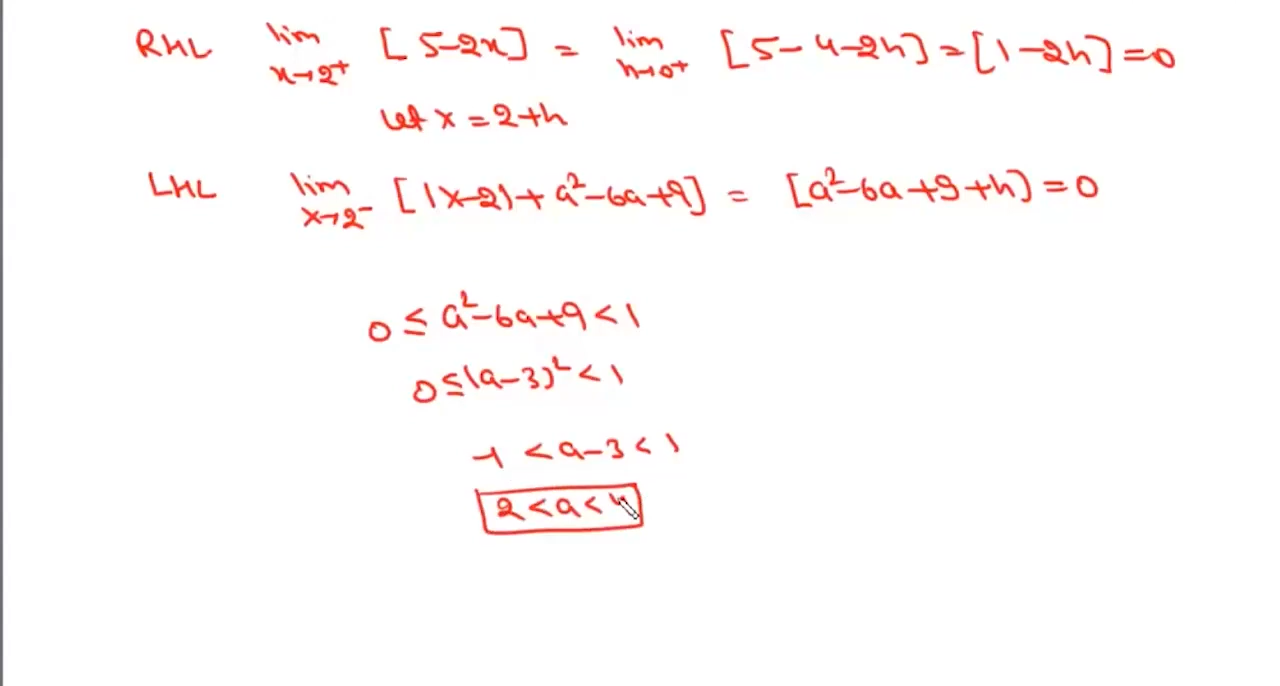 RHL lim x→2⁺ [5-2x] = lim h→0⁺ [5-4-2h] = [1-2h] = 0
let x = 2+h
LHL lim x→2⁻ [|x-2|+a²-6a+9] = [a²-6a+9+h] = 0
0 ≤ a²-6a+9 < 1
0 ≤ (a-3)² < 1
-1 < a-3 < 1
2 < a < 4